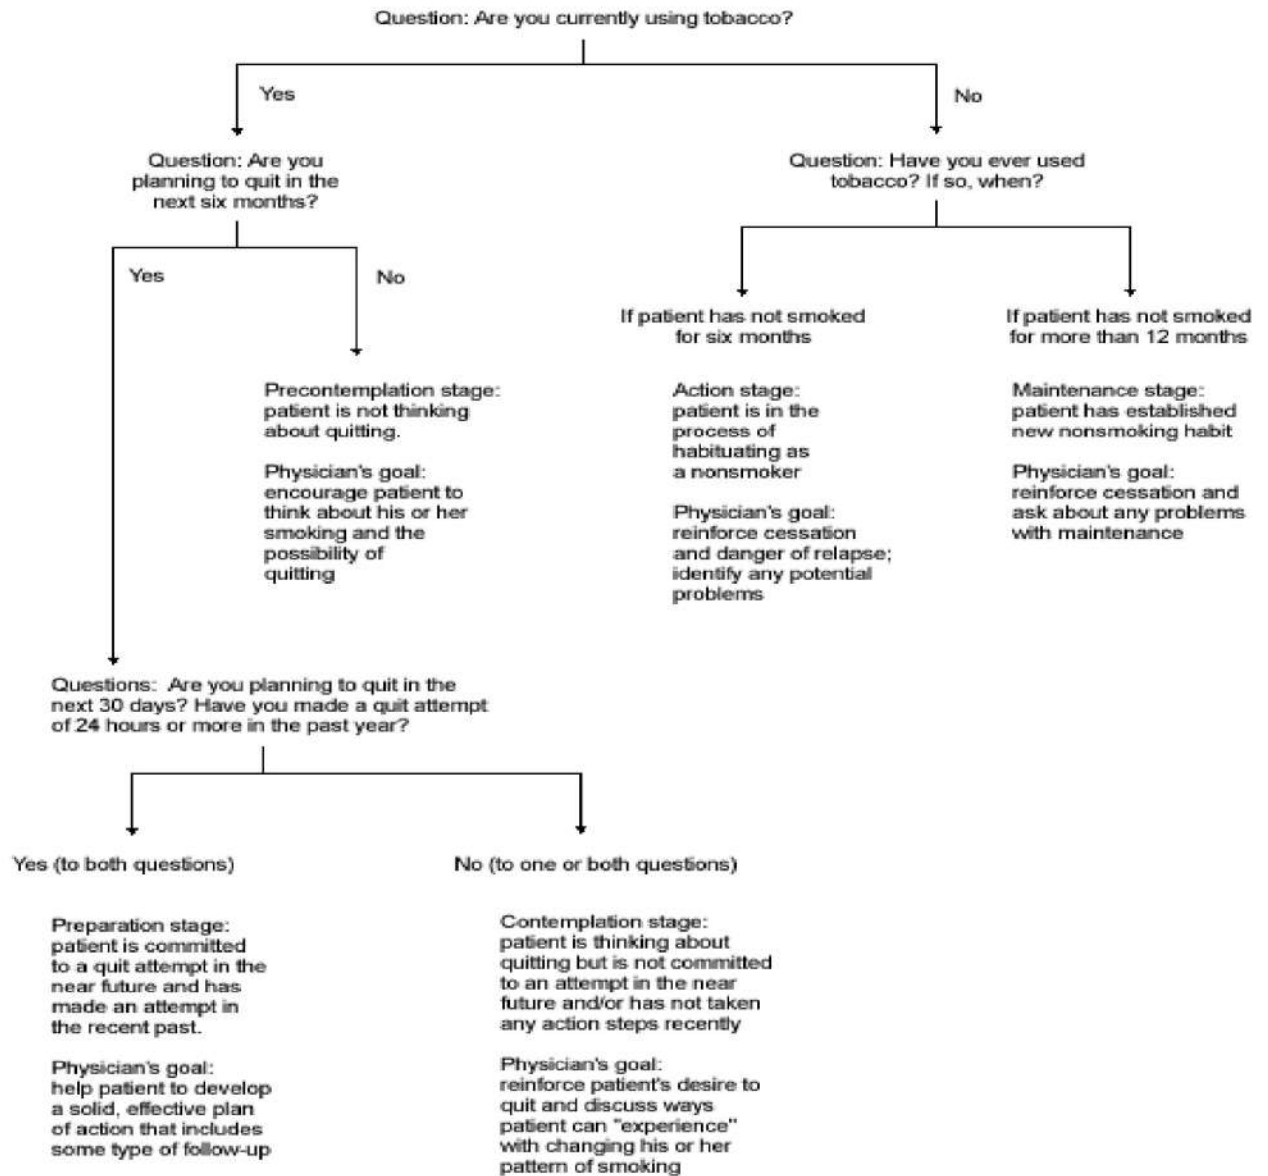 Question: Are you currently using tobacco?
Yes
No
Question: Are you
planning to quit in the
next six months?
Question: Have you ever used
tobacco? If so, when?
Yes
No
If patient has not smoked
for six months
If patient has not smoked
for more than 12 months
Precontemplation stage:
patient is not thinking
about quitting.
Physician's goal:
encourage patient to
think about his or her
smoking and the
possibility of
quitting
Action stage:
patient is in the
process of
habituating as
a nonsmoker
Physician's goal:
reinforce cessation
and danger of relapse;
identify any potential
problems
Maintenance stage:
patient has established
new nonsmoking habit
Physician's goal:
reinforce cessation and
ask about any problems
with maintenance
Questions: Are you planning to quit in the
next 30 days? Have you made a quit attempt
of 24 hours or more in the past year?
Yes (to both questions)
No (to one or both questions)
Preparation stage:
patient is committed
to a quit attempt in the
near future and has
made an attempt in
the recent past.
Physician's goal:
help patient to develop
a solid, effective plan
of action that includes
some type of follow-up
Contemplation stage:
patient is thinking about
quitting but is not committed
to an attempt in the near
future and/or has not taken
any action steps recently
Physician's goal:
reinforce patient's desire to
quit and discuss ways
patient can "experience"
with changing his or her
pattern of smoking